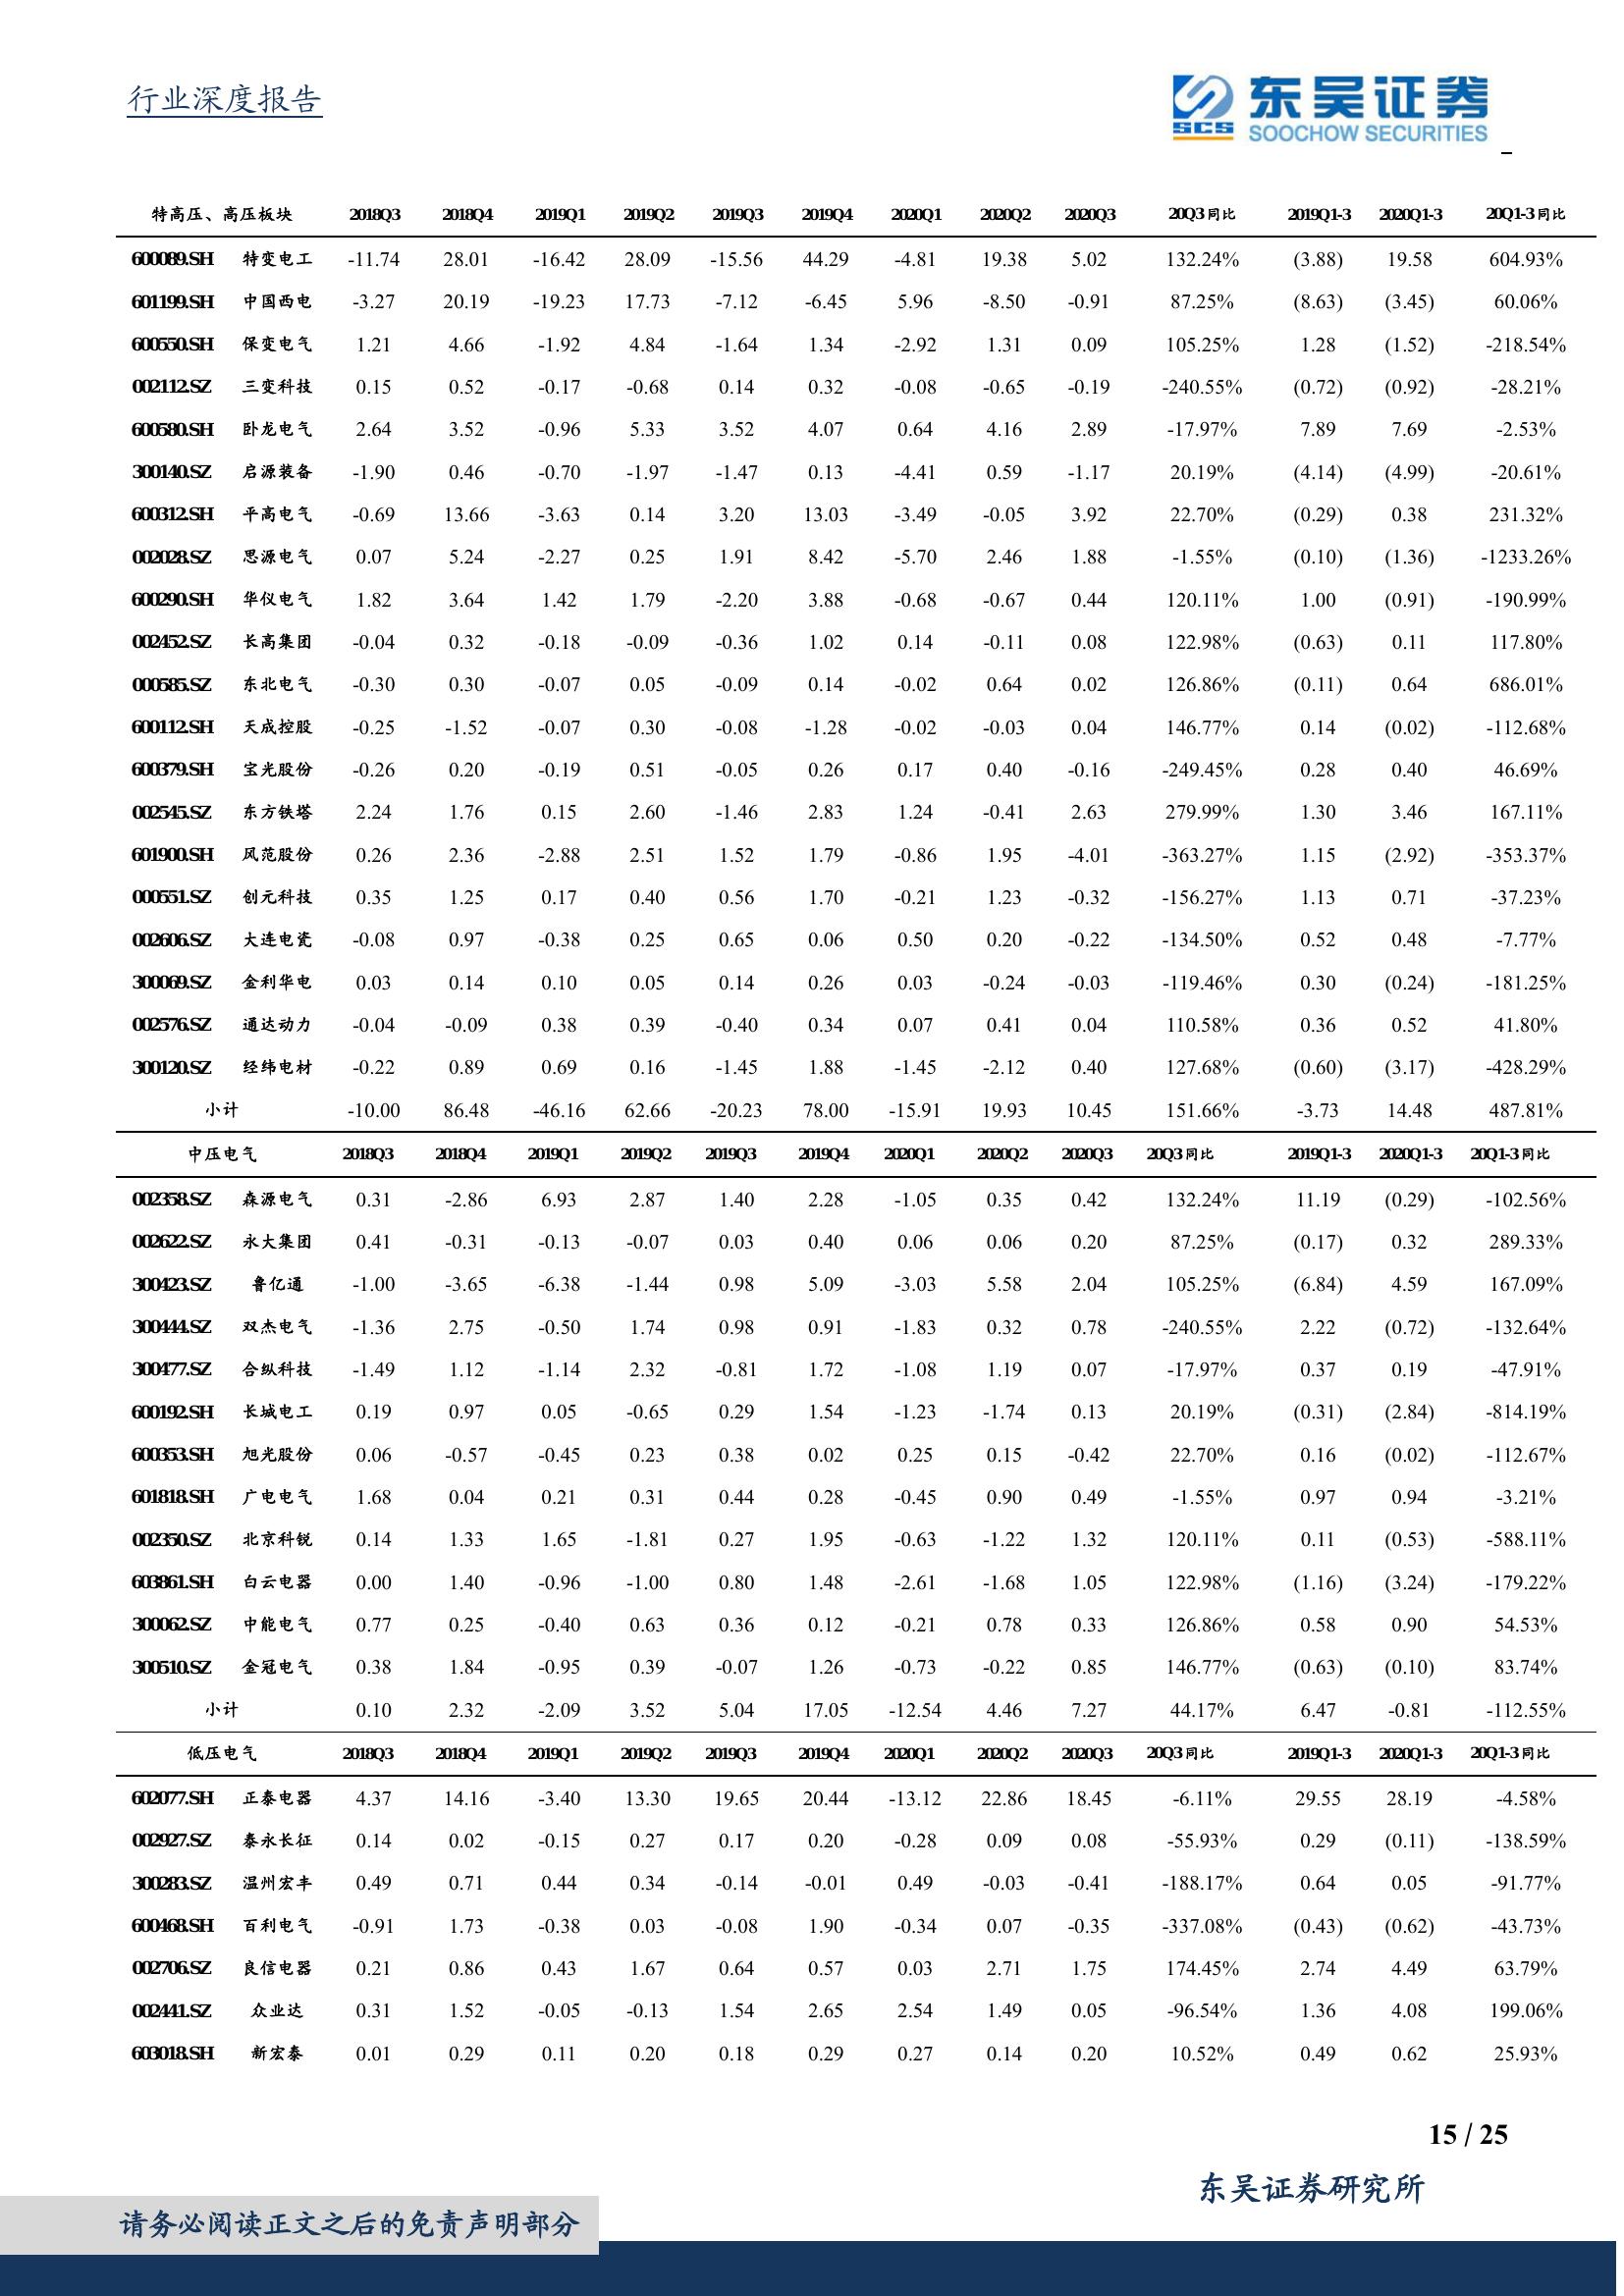 行业深度报告
SCS 东吴证券
SOOCHOW SECURITIES
特高压、高压板块 2018Q3 2018Q4 2019Q1 2019Q2 2019Q3 2019Q4 2020Q1 2020Q2 2020Q3 20Q3同比 2019Q1-3 2020Q1-3 20Q1-3同比
600089.SH 特变电工 -11.74 28.01 -16.42 28.09 -15.56 44.29 -4.81 19.38 5.02 132.24% (3.88) 19.58 604.93%
601199.SH 中国西电 -3.27 20.19 -19.23 17.73 -7.12 -6.45 5.96 -8.50 -0.91 87.25% (8.63) (3.45) 60.06%
600550.SH 保变电气 1.21 4.66 -1.92 4.84 -1.64 1.34 -2.92 1.31 0.09 105.25% 1.28 (1.52) -218.54%
002112.SZ 三变科技 0.15 0.52 -0.17 -0.68 0.14 0.32 -0.08 -0.65 -0.19 -240.55% (0.72) (0.92) -28.21%
600580.SH 卧龙电气 2.64 3.52 -0.96 5.33 3.52 4.07 0.64 4.16 2.89 -17.97% 7.89 7.69 -2.53%
300140.SZ 启源装备 -1.90 0.46 -0.70 -1.97 -1.47 0.13 -4.41 0.59 -1.17 20.19% (4.14) (4.99) -20.61%
600312.SH 平高电气 -0.69 13.66 -3.63 0.14 3.20 13.03 -3.49 -0.05 3.92 22.70% (0.29) 0.38 231.32%
002028.SZ 思源电气 0.07 5.24 -2.27 0.25 1.91 8.42 -5.70 2.46 1.88 -1.55% (0.10) (1.36) -1233.26%
600290.SH 华仪电气 1.82 3.64 1.42 1.79 -2.20 3.88 -0.68 -0.67 0.44 120.11% 1.00 (0.91) -190.99%
002452.SZ 长高集团 -0.04 0.32 -0.18 -0.09 -0.36 1.02 0.14 -0.11 0.08 122.98% (0.63) 0.11 117.80%
000585.SZ 东北电气 -0.30 0.30 -0.07 0.05 -0.09 0.14 -0.02 0.64 0.02 126.86% (0.11) 0.64 686.01%
600112.SH 天成控股 -0.25 -1.52 -0.07 0.30 -0.08 -1.28 -0.02 -0.03 0.04 146.77% 0.14 (0.02) -112.68%
600379.SH 宝光股份 -0.26 0.20 -0.19 0.51 -0.05 0.26 0.17 0.40 -0.16 -249.45% 0.28 0.40 46.69%
002545.SZ 东方铁塔 2.24 1.76 0.15 2.60 -1.46 2.83 1.24 -0.41 2.63 279.99% 1.30 3.46 167.11%
601900.SH 风范股份 0.26 2.36 -2.88 2.51 1.52 1.79 -0.86 1.95 -4.01 -363.27% 1.15 (2.92) -353.37%
000551.SZ 创元科技 0.35 1.25 0.17 0.40 0.56 1.70 -0.21 1.23 -0.32 -156.27% 1.13 0.71 -37.23%
002606.SZ 大连电瓷 -0.08 0.97 -0.38 0.25 0.65 0.06 0.50 0.20 -0.22 -134.50% 0.52 0.48 -7.77%
300069.SZ 金利华电 0.03 0.14 0.10 0.05 0.14 0.26 0.03 -0.24 -0.03 -119.46% 0.30 (0.24) -181.25%
002576.SZ 通达动力 -0.04 -0.09 0.38 0.39 -0.40 0.34 0.07 0.41 0.04 110.58% 0.36 0.52 41.80%
300120.SZ 经纬电材 -0.22 0.89 0.69 0.16 -1.45 1.88 -1.45 -2.12 0.40 127.68% (0.60) (3.17) -428.29%
小计 -10.00 86.48 -46.16 62.66 -20.23 78.00 -15.91 19.93 10.45 151.66% -3.73 14.48 487.81%
中压电气 2018Q3 2018Q4 2019Q1 2019Q2 2019Q3 2019Q4 2020Q1 2020Q2 2020Q3 20Q3同比 2019Q1-3 2020Q1-3 20Q1-3同比
002358.SZ 森源电气 0.31 -2.86 6.93 2.87 1.40 2.28 -1.05 0.35 0.42 132.24% 11.19 (0.29) -102.56%
002622.SZ 永大集团 0.41 -0.31 -0.13 -0.07 0.03 0.40 0.06 0.06 0.20 87.25% (0.17) 0.32 289.33%
300423.SZ 鲁亿通 -1.00 -3.65 -6.38 -1.44 0.98 5.09 -3.03 5.58 2.04 105.25% (6.84) 4.59 167.09%
300444.SZ 双杰电气 -1.36 2.75 -0.50 1.74 0.98 0.91 -1.83 0.32 0.78 -240.55% 2.22 (0.72) -132.64%
300477.SZ 合纵科技 -1.49 1.12 -1.14 2.32 -0.81 1.72 -1.08 1.19 0.07 -17.97% 0.37 0.19 -47.91%
600192.SH 长城电工 0.19 0.97 0.05 -0.65 0.29 1.54 -1.23 -1.74 0.13 20.19% (0.31) (2.84) -814.19%
600353.SH 旭光股份 0.06 -0.57 -0.45 0.23 0.38 0.02 0.25 0.15 -0.42 22.70% 0.16 (0.02) -112.67%
601818.SH 广电电气 1.68 0.04 0.21 0.31 0.44 0.28 -0.45 0.90 0.49 -1.55% 0.97 0.94 -3.21%
002350.SZ 北京科锐 0.14 1.33 1.65 -1.81 0.27 1.95 -0.63 -1.22 1.32 120.11% 0.11 (0.53) -588.11%
603861.SH 白云电器 0.00 1.40 -0.96 -1.00 0.80 1.48 -2.61 -1.68 1.05 122.98% (1.16) (3.24) -179.22%
300062.SZ 中能电气 0.77 0.25 -0.40 0.63 0.36 0.12 -0.21 0.78 0.33 126.86% 0.58 0.90 54.53%
300510.SZ 金冠电气 0.38 1.84 -0.95 0.39 -0.07 1.26 -0.73 -0.22 0.85 146.77% (0.63) (0.10) 83.74%
小计 0.10 2.32 -2.09 3.52 5.04 17.05 -12.54 4.46 7.27 44.17% 6.47 -0.81 -112.55%
低压电气 2018Q3 2018Q4 2019Q1 2019Q2 2019Q3 2019Q4 2020Q1 2020Q2 2020Q3 20Q3同比 2019Q1-3 2020Q1-3 20Q1-3同比
602077.SH 正泰电器 4.37 14.16 -3.40 13.30 19.65 20.44 -13.12 22.86 18.45 -6.11% 29.55 28.19 -4.58%
002927.SZ 泰永长征 0.14 0.02 -0.15 0.27 0.17 0.20 -0.28 0.09 0.08 -55.93% 0.29 (0.11) -138.59%
300283.SZ 温州宏丰 0.49 0.71 0.44 0.34 -0.14 -0.01 0.49 -0.03 -0.41 -188.17% 0.64 0.05 -91.77%
600468.SH 百利电气 -0.91 1.73 -0.38 0.03 -0.08 1.90 -0.34 0.07 -0.35 -337.08% (0.43) (0.62) -43.73%
002706.SZ 良信电器 0.21 0.86 0.43 1.67 0.64 0.57 0.03 2.71 1.75 174.45% 2.74 4.49 63.79%
002441.SZ 众业达 0.31 1.52 -0.05 -0.13 1.54 2.65 2.54 1.49 0.05 -96.54% 1.36 4.08 199.06%
603018.SH 新宏泰 0.01 0.29 0.11 0.20 0.18 0.29 0.27 0.14 0.20 10.52% 0.49 0.62 25.93%
15 / 25
东吴证券研究所
请务必阅读正文之后的免责声明部分